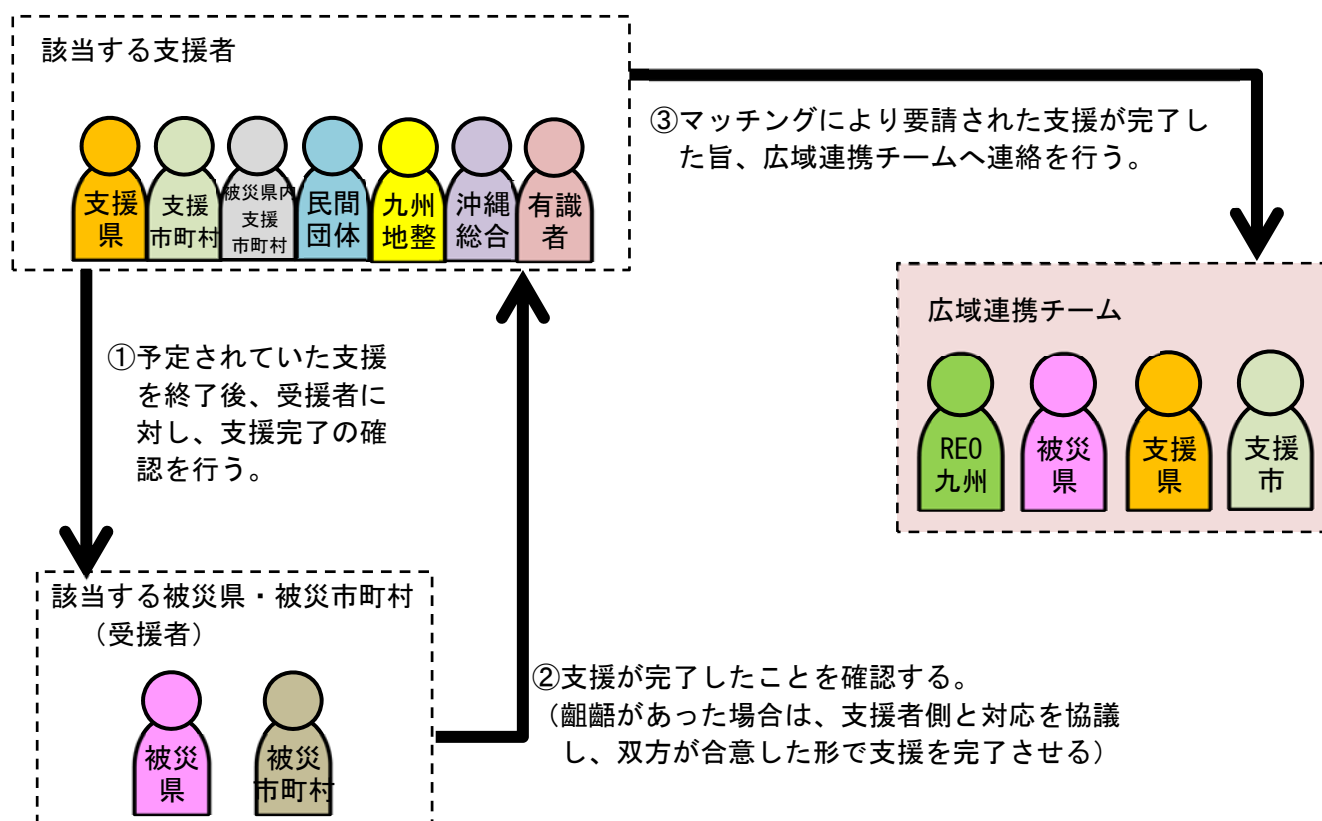 該当する支援者
支援
県
支援
市町村
被災県内
支援
市町村
民間
団体
九州
地整
沖縄
総合
有識
者
③マッチングにより要請された支援が完了し
た旨、広域連携チームへ連絡を行う。
広域連携チーム
REO
九州
被災
県
支援
県
支援
市
①予定されていた支援
を終了後、受援者に
対し、支援完了の確
認を行う。
該当する被災県・被災市町村
（受援者）
被災
県
被災
市町村
②支援が完了したことを確認する。
（齟齬があった場合は、支援者側と対応を協議
し、双方が合意した形で支援を完了させる）